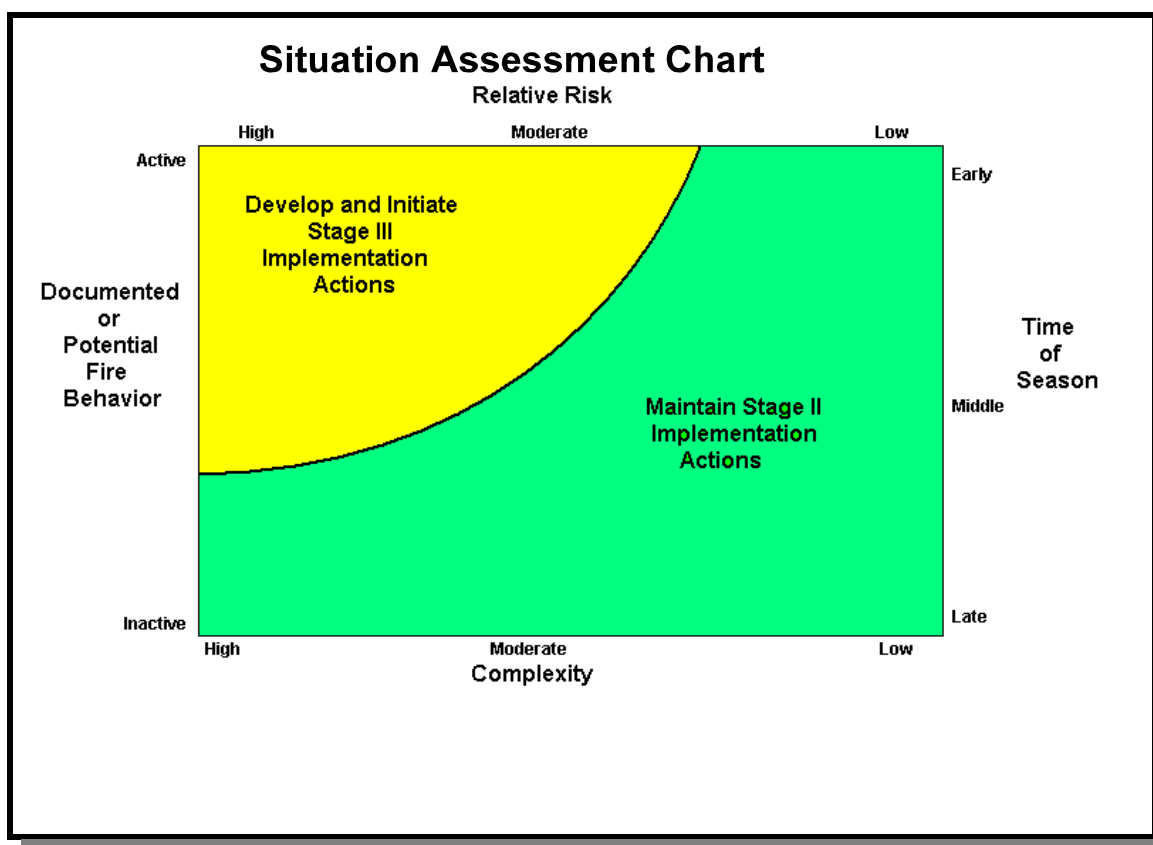 Situation Assessment Chart
Relative Risk
High Moderate Low
Active
Early
Develop and Initiate
Stage III
Implementation
Actions
Documented
or
Potential
Fire
Behavior
Time
of
Season
Maintain Stage II
Implementation
Actions
Middle
Inactive
Late
High Moderate Low
Complexity